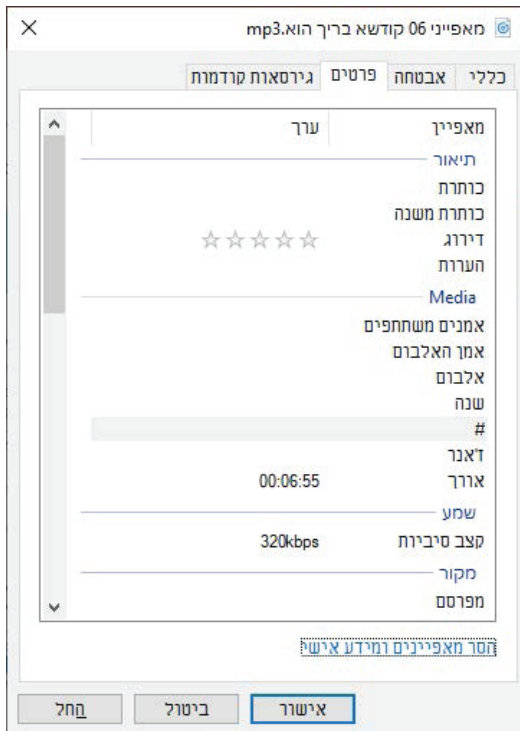 מאפייני 06 קודשא בריך הוא.mp3
כללי אבטחה פרטים גירסאות קודמות
מאפיין ערך
תיאור
כותרת
כותרת משנה
דירוג
הערות
Media
אמנים משתתפים
אמן האלבום
אלבום
שנה
#
ז'אנר
אורך 00:06:55
שמע
קצב סיביות 320kbps
מקור
מפרסם
הסר מאפיינים ומידע אישי
אישור ביטול החל